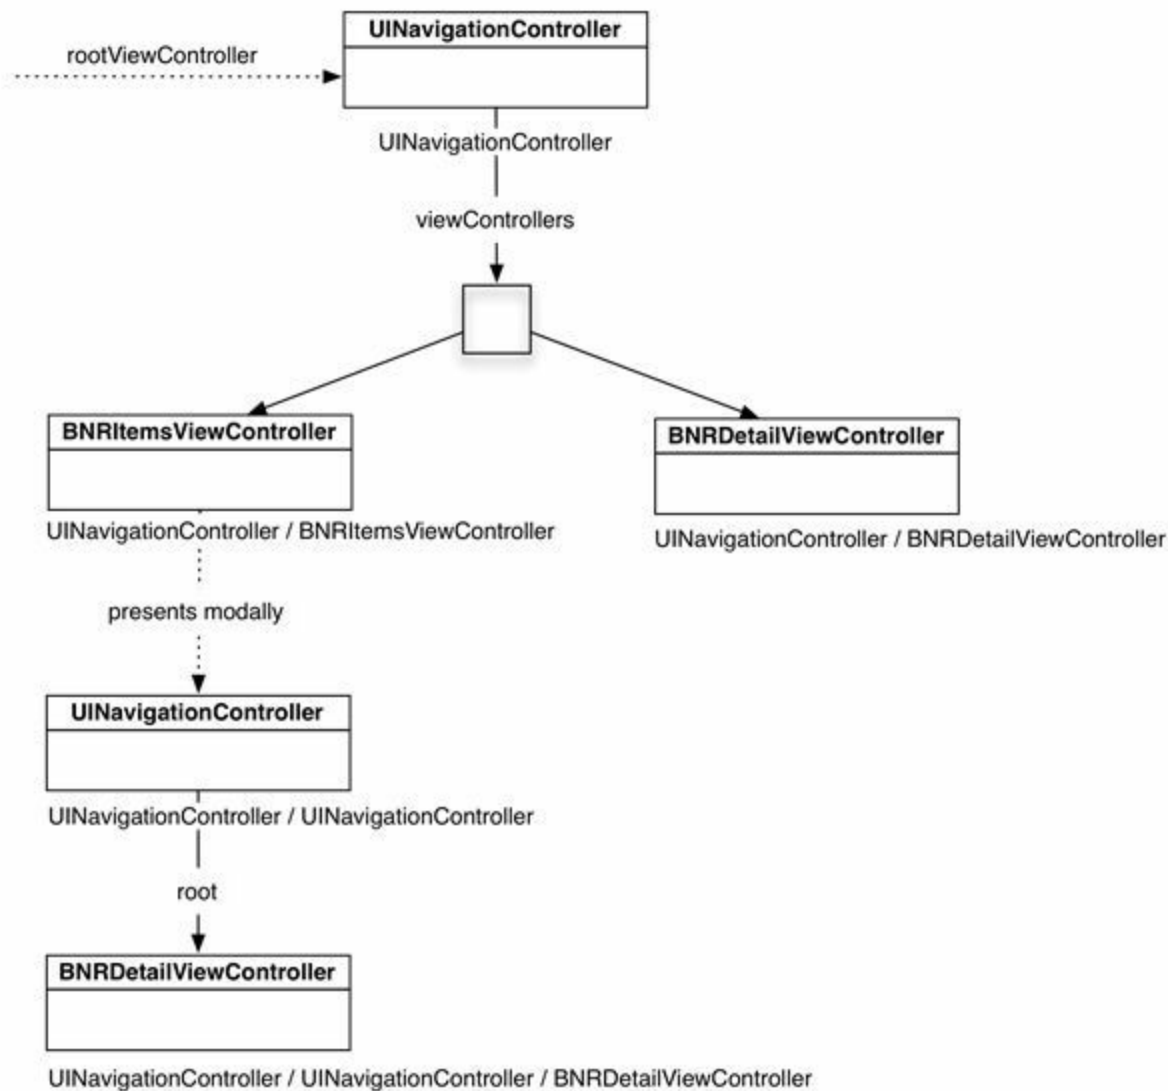 UINavigationController
rootViewController
UINavigationController
viewControllers
BNRItemsViewController
BNRDetailViewController
UINavigationController / BNRItemsViewController
UINavigationController / BNRDetailViewController
presents modally
UINavigationController
UINavigationController / UINavigationController
root
BNRDetailViewController
UINavigationController / UINavigationController / BNRDetailViewController